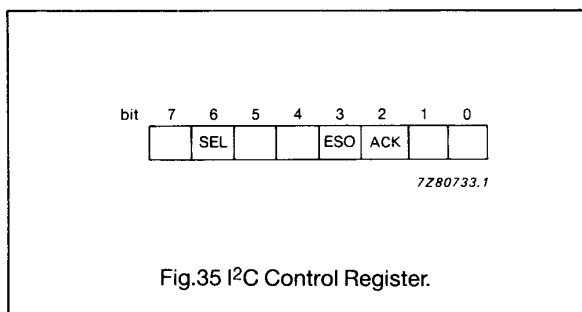 bit 7 6 5 4 3 2 1 0
SEL ESO ACK
7Z80733.1
Fig.35 I²C Control Register.